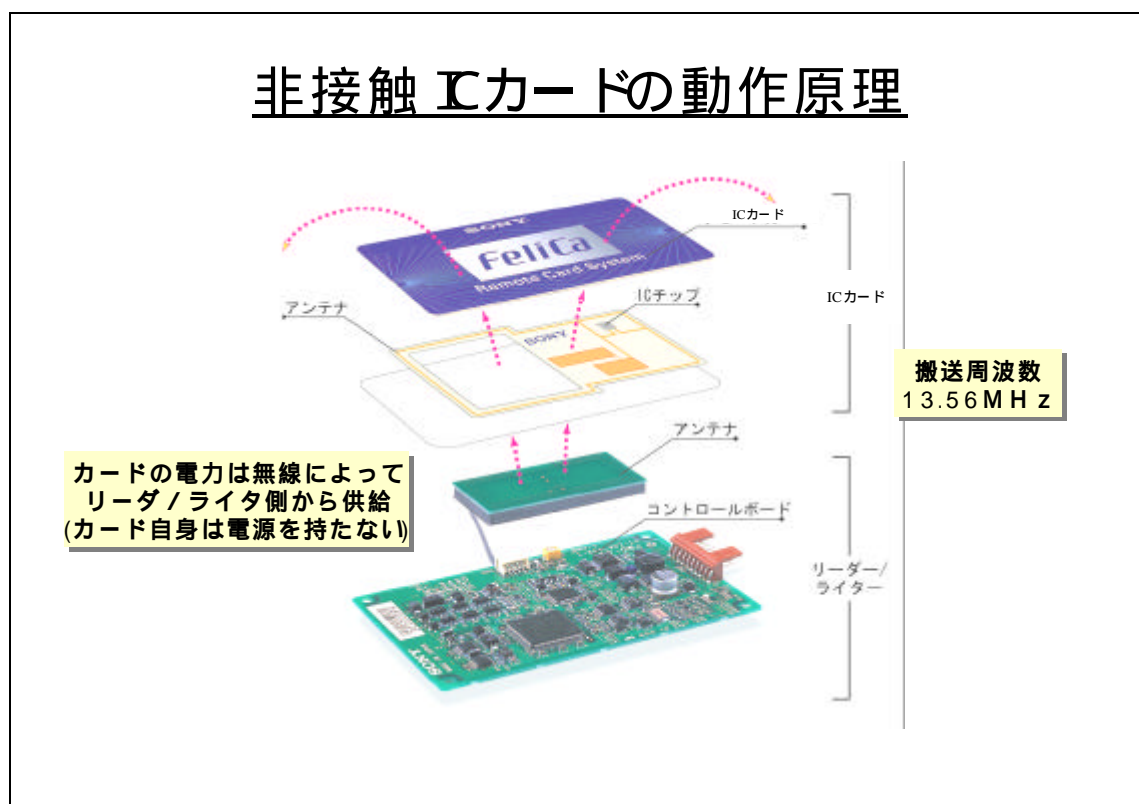 非接触ICカードの動作原理
SONY
FeliCa
Remote Card System
ICカード
ICカード
アンテナ
ICチップ
SONY
搬送周波数
13.56MHz
アンテナ
カードの電力は無線によって
リーダ/ライタ側から供給
(カード自身は電源を持たない)
コントロールボード
リーダー/
ライター
SONY